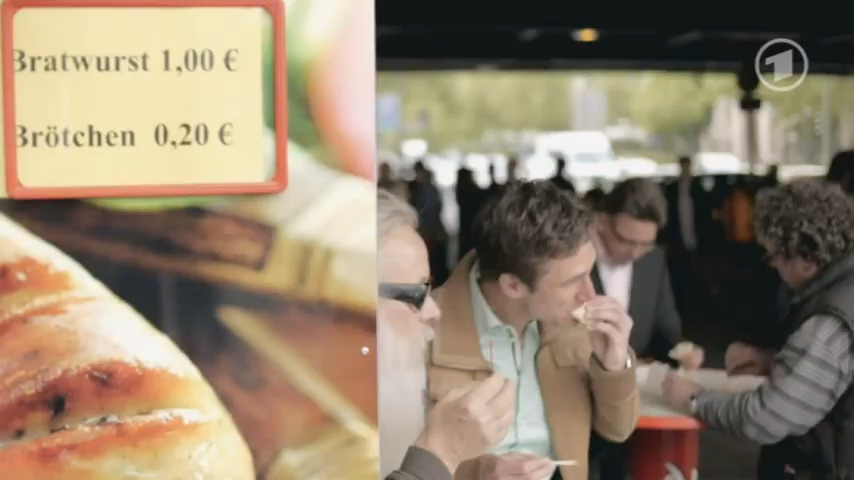 Bratwurst 1,00 €
Brötchen 0,20 €
1